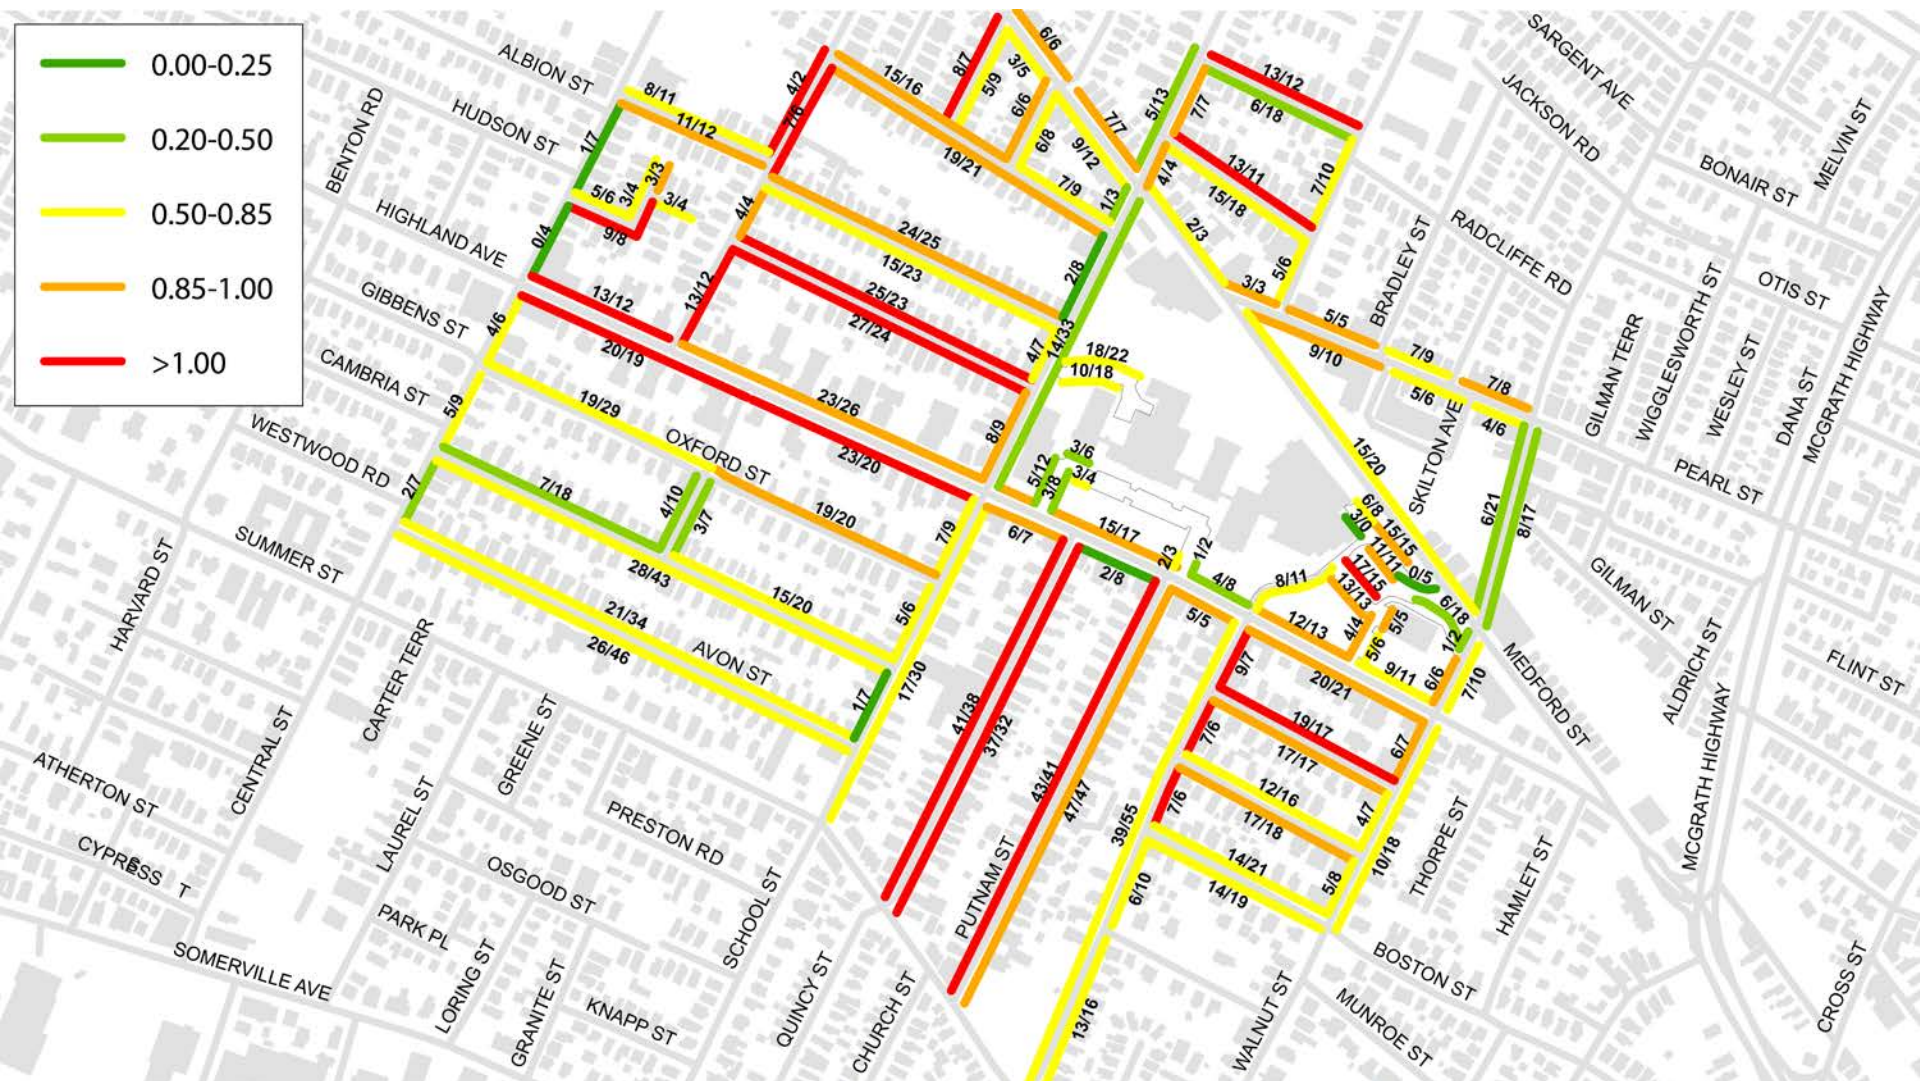 0.00-0.25
0.20-0.50
0.50-0.85
0.85-1.00
>1.00
ALBION ST
HUDSON ST
BENTON RD
HIGHLAND AVE
GIBBENS ST
CAMBRIA ST
WESTWOOD RD
SUMMER ST
HARVARD ST
CENTRAL ST
CARTER TERR
ATHERTON ST
CYPRESS T
S
LAUREL ST
GREENE ST
PRESTON RD
OSGOOD ST
PARK PL
SOMERVILLE AVE
LORING ST
GRANITE ST
KNAPP ST
SCHOOL ST
QUINCY ST
CHURCH ST
PUTNAM ST
OXFORD ST
AVON ST
SARGENT AVE
JACKSON RD
BONAIR ST
MELVIN ST
BRADLEY ST
RADCLIFFE RD
OTIS ST
WIGGLESWORTH ST
GILMAN TERR
WESLEY ST
DANA ST
MCGRATH HIGHWAY
SKILTON AVE
PEARL ST
GILMAN ST
ALDRICH ST
FLINT ST
MEDFORD ST
MCGRATH HIGHWAY
THORPE ST
HAMLET ST
BOSTON ST
WALNUT ST
MUNROE ST
CROSS ST
8/11
11/12
1/7
5/6
3/4
3/3
3/4
9/8
0/4
13/12
20/19
4/6
5/9
2/7
4/2
7/6
15/16
19/21
8/7
5/9
3/5
6/6
6/6
6/8
9/12
7/9
7/7
5/13
1/3
4/4
24/25
15/23
25/23
27/24
13/12
23/26
23/20
2/8
14/33
4/7
8/9
13/12
6/18
7/7
13/11
15/18
7/10
4/4
2/3
5/6
3/3
5/5
9/10
7/9
5/6
7/8
4/6
18/22
10/18
15/20
6/21
8/17
19/29
19/20
7/18
4/10
3/7
28/43
15/20
21/34
26/46
7/9
5/6
17/30
1/7
5/12
3/6
3/4
3/8
15/17
6/7
2/8
2/3
1/2
4/8
5/5
8/11
12/13
6/8
3/0
15/15
11/11
17/15
13/13
0/5
6/18
1/2
4/4
5/5
5/6
9/11
6/6
7/10
41/38
37/32
43/41
47/47
39/55
9/7
20/21
19/17
7/6
17/17
6/7
12/16
4/7
7/6
17/18
14/21
14/19
5/8
10/18
6/10
13/16